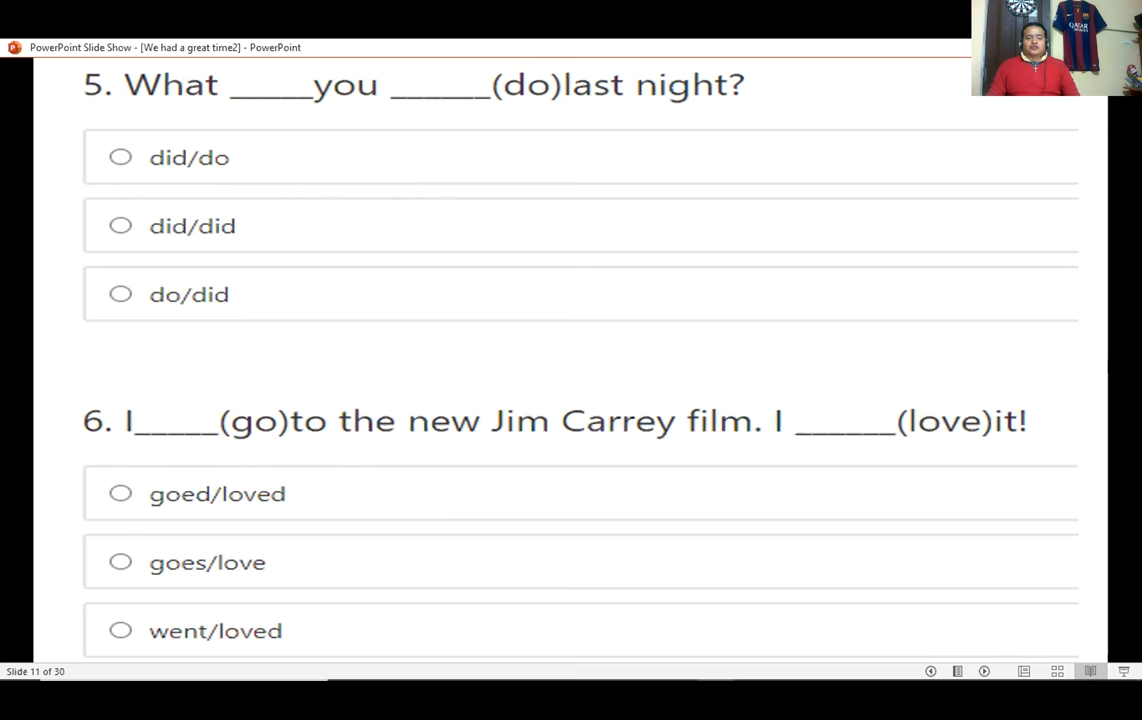 PowerPoint Slide Show - [We had a great time2] - PowerPoint
QATAR
5. What _____you ______(do)last night?
did/do
did/did
do/did
6. I_____(go)to the new Jim Carrey film. I ______(love)it!
goed/loved
goes/love
went/loved
Slide 11 of 30